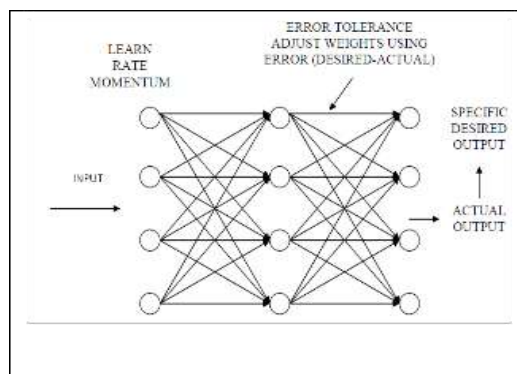 LEARN
RATE
MOMENTUM
ERROR TOLERANCE
ADJUST WEIGHTS USING
ERROR (DESIRED-ACTUAL)
SPECIFIC
DESIRED
OUTPUT
INPUT
ACTUAL
OUTPUT